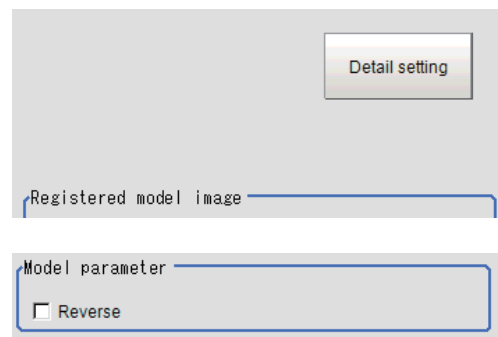 Detail setting
Registered model image
Model parameter
Reverse